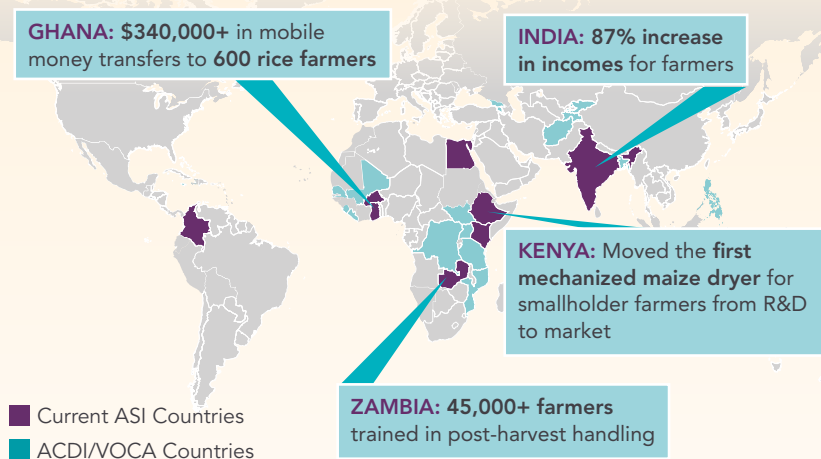 GHANA: $340,000+ in mobile
money transfers to 600 rice farmers
INDIA: 87% increase
in incomes for farmers
KENYA: Moved the first
mechanized maize dryer for
smallholder farmers from R&D
to market
ZAMBIA: 45,000+ farmers
trained in post-harvest handling
Current ASI Countries
ACDI/VOCA Countries